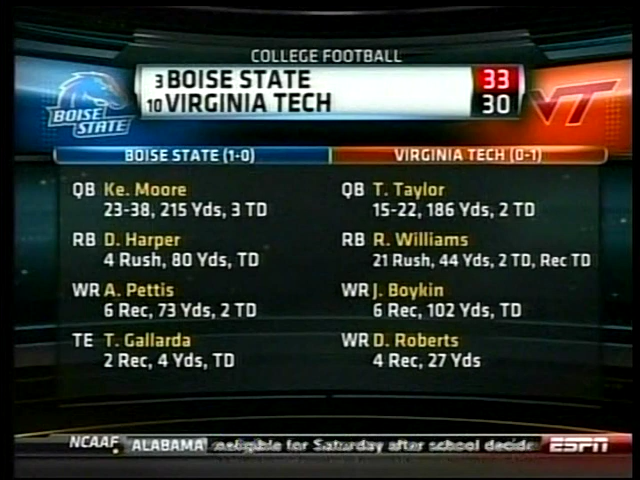 COLLEGE FOOTBALL
3 BOISE STATE 33
10 VIRGINIA TECH 30
BOISE STATE
VT
BOISE STATE (1-0) VIRGINIA TECH (0-1)
QB Ke. Moore
23-38, 215 Yds, 3 TD
RB D. Harper
4 Rush, 80 Yds, TD
WR A. Pettis
6 Rec, 73 Yds, 2 TD
TE T. Gallarda
2 Rec, 4 Yds, TD
QB T. Taylor
15-22, 186 Yds, 2 TD
RB R. Williams
21 Rush, 44 Yds, 2 TD, Rec TD
WR J. Boykin
6 Rec, 102 Yds, TD
WR D. Roberts
4 Rec, 27 Yds
NCAAF ALABAMA neligible for Saturday after school decide ESPN